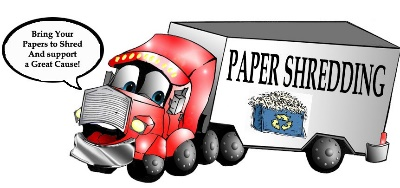 Bring Your
Papers to Shred
And support
a Great Cause!
PAPER SHREDDING